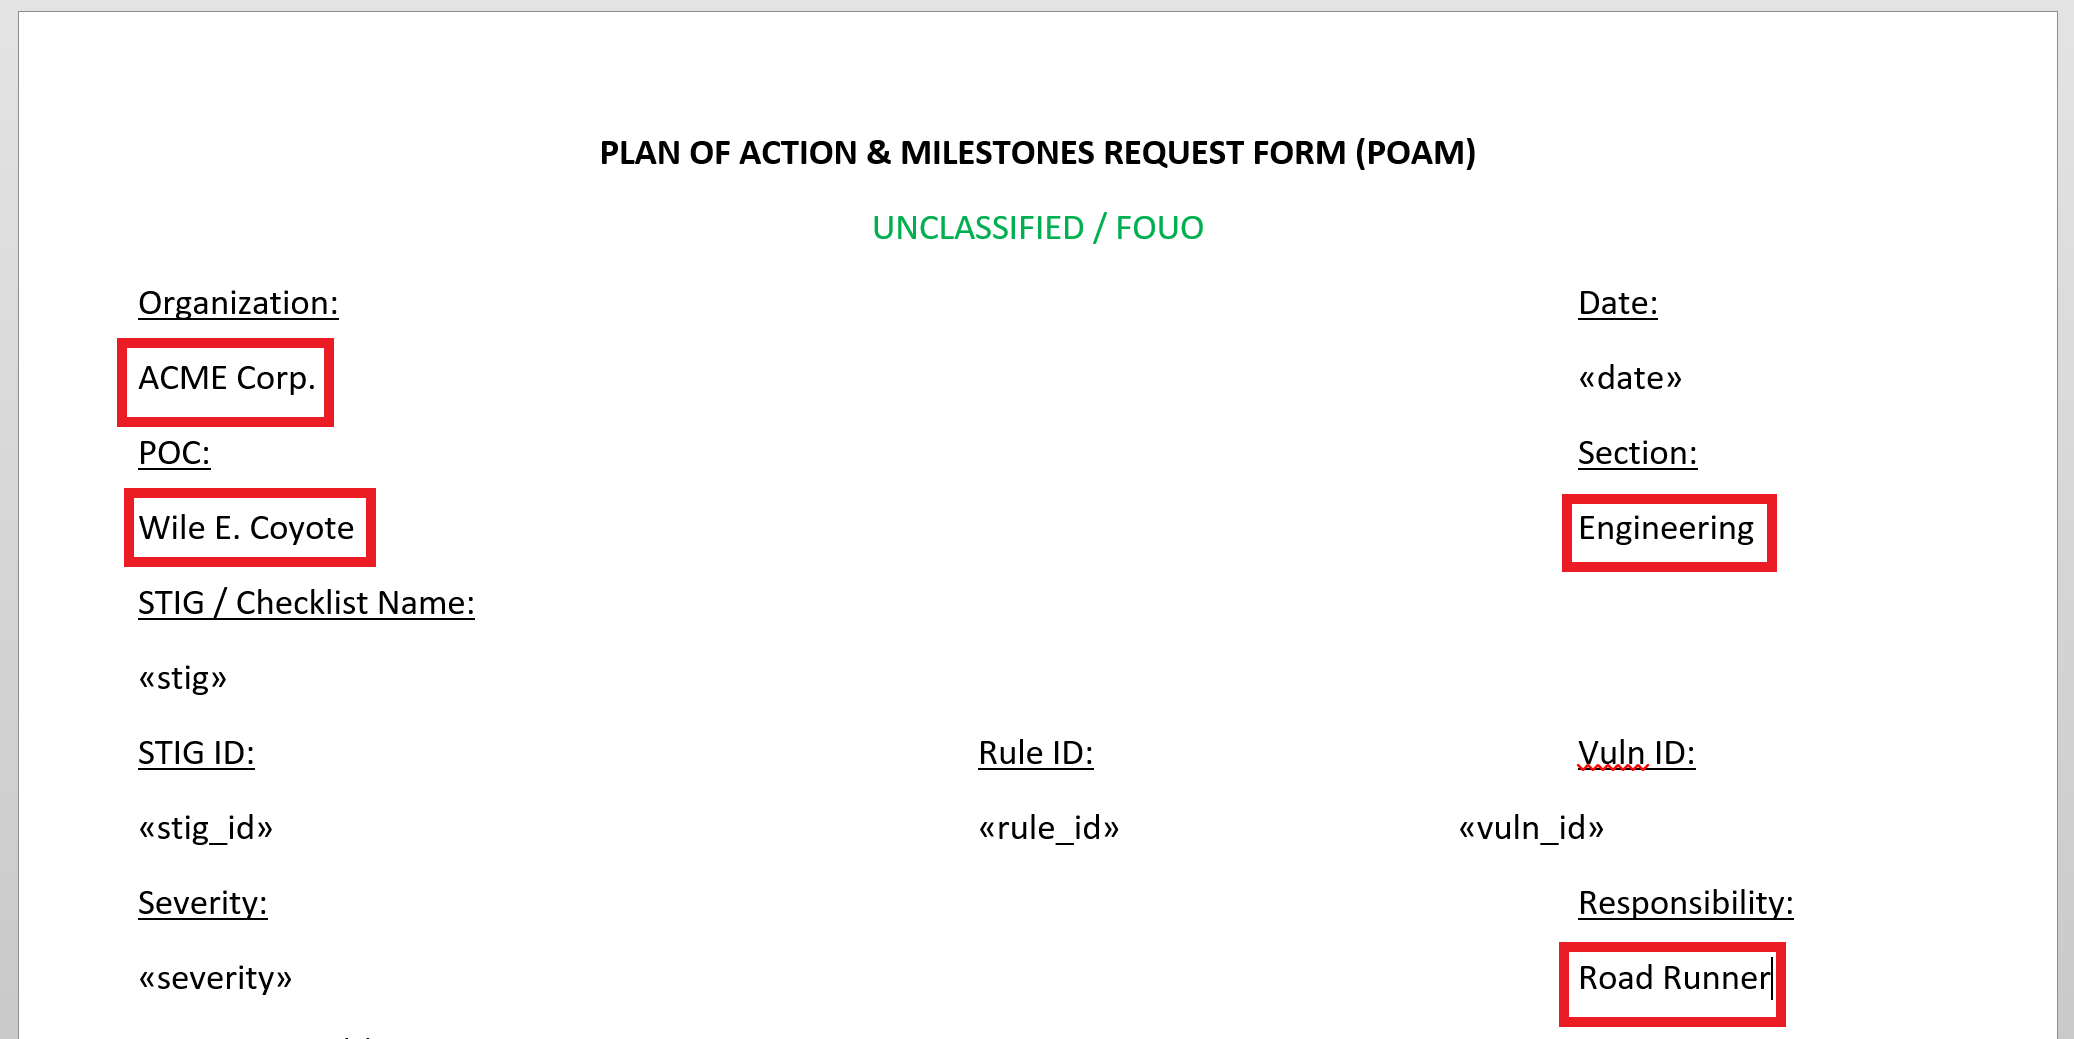 PLAN OF ACTION & MILESTONES REQUEST FORM (POAM)
UNCLASSIFIED / FOUO
Organization: Date:
ACME Corp. «date»
POC: Section:
Wile E. Coyote Engineering
STIG / Checklist Name:
«stig»
STIG ID: Rule ID: Vuln ID:
«stig_id» «rule_id» «vuln_id»
Severity: Responsibility:
«severity» Road Runner